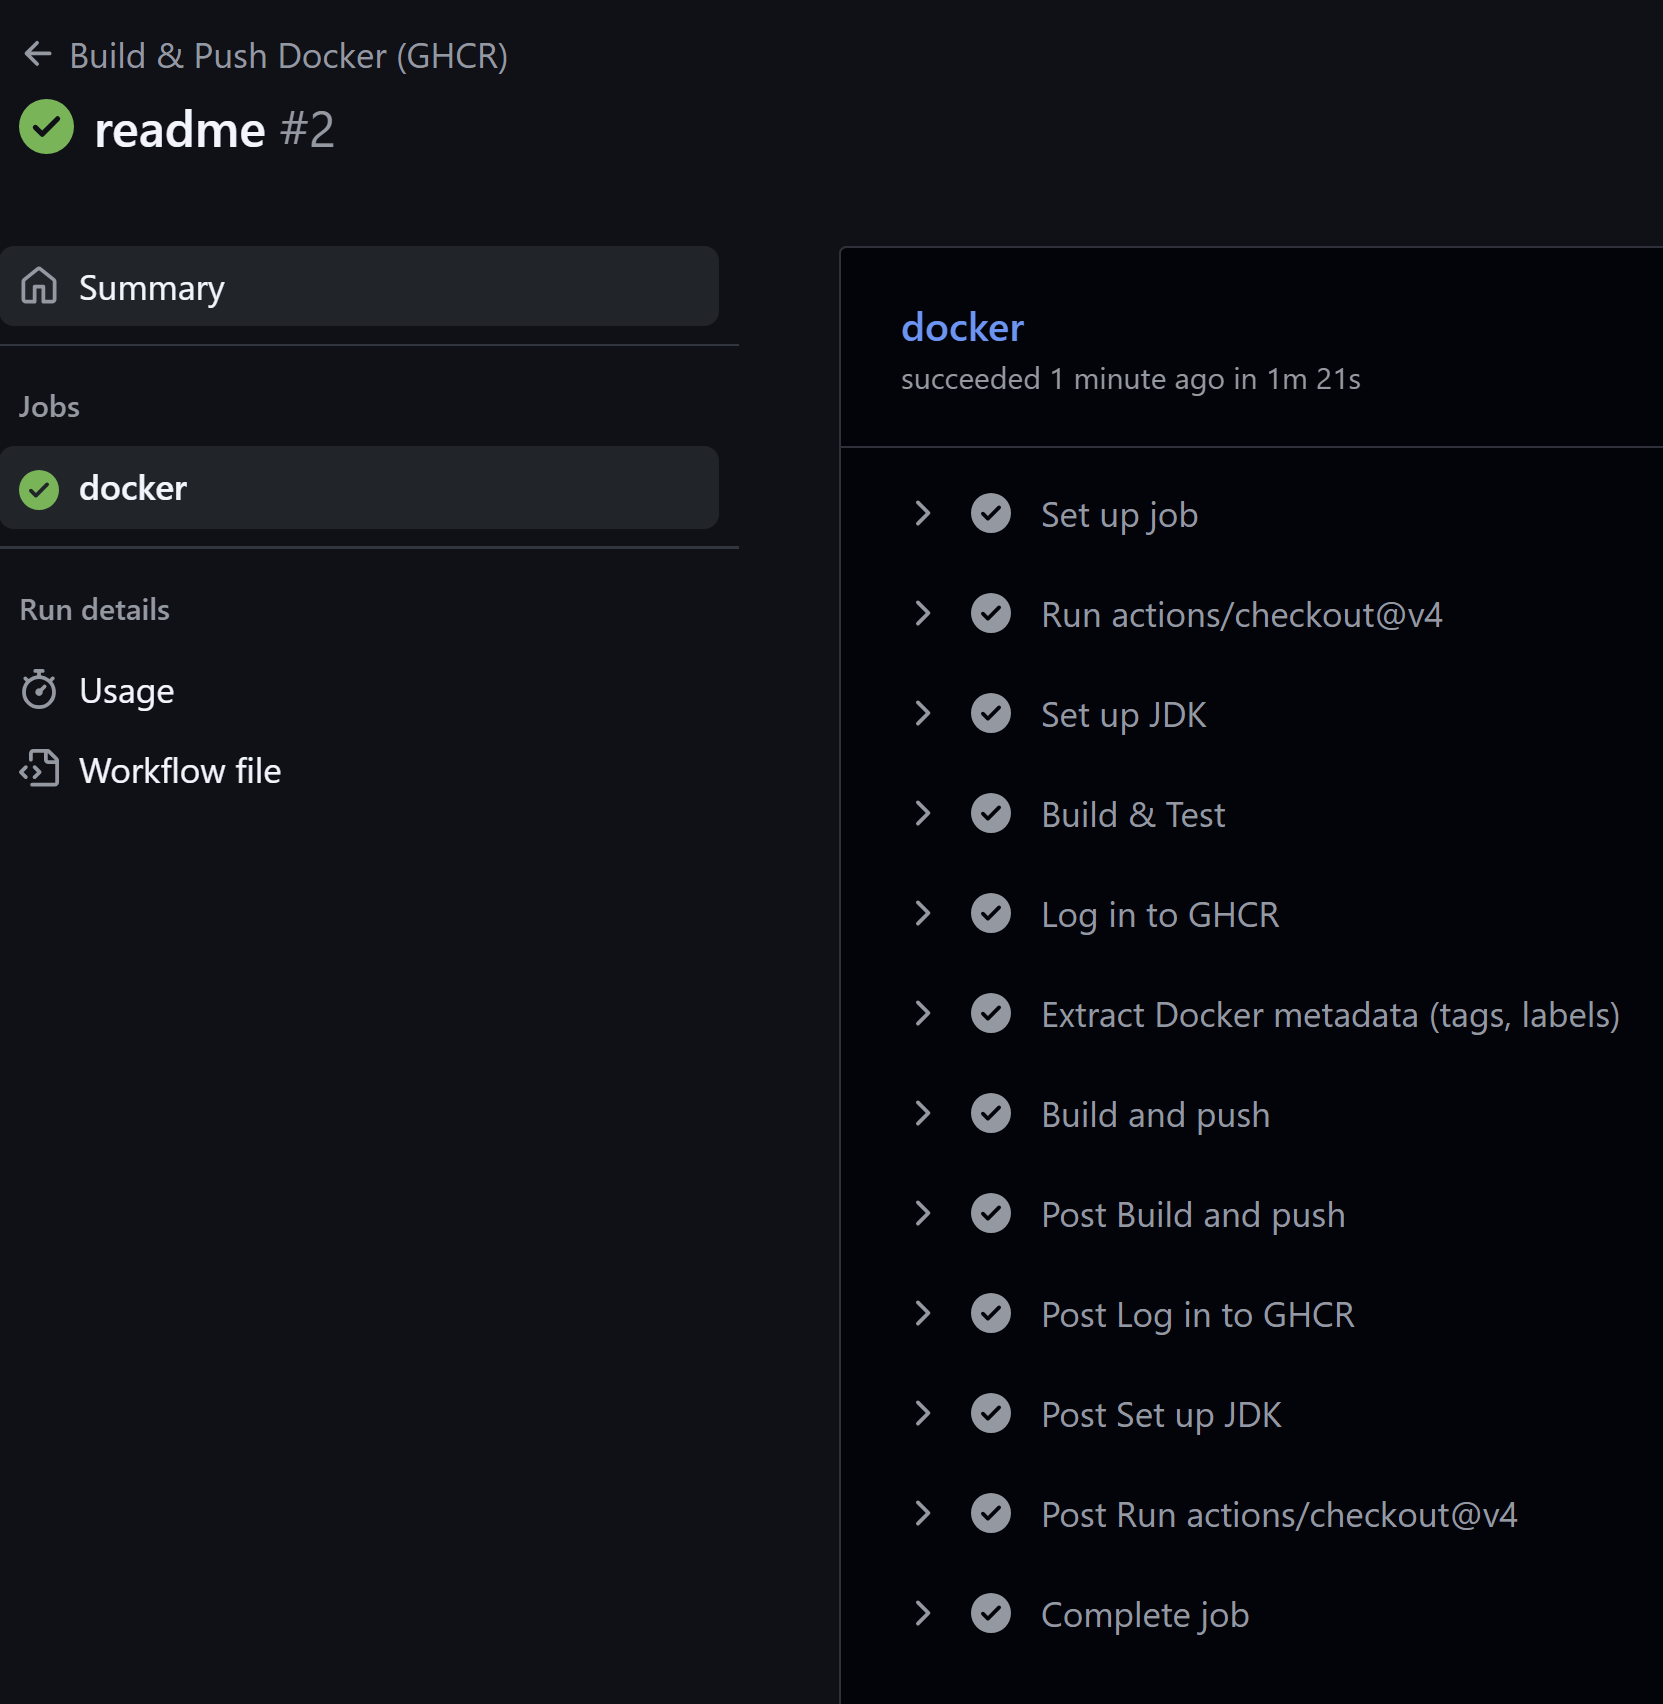 Build & Push Docker (GHCR)
readme #2
Summary
Jobs
docker
Run details
Usage
Workflow file
docker
succeeded 1 minute ago in 1m 21s
Set up job
Run actions/checkout@v4
Set up JDK
Build & Test
Log in to GHCR
Extract Docker metadata (tags, labels)
Build and push
Post Build and push
Post Log in to GHCR
Post Set up JDK
Post Run actions/checkout@v4
Complete job